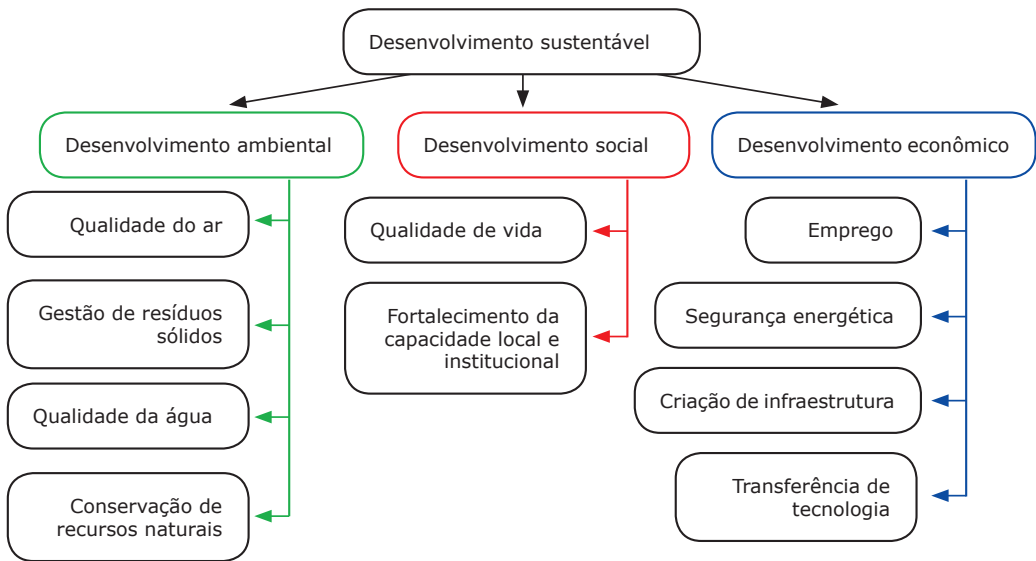 Desenvolvimento sustentável
Desenvolvimento ambiental
Qualidade do ar
Gestão de resíduos
sólidos
Qualidade da água
Conservação de
recursos naturais
Desenvolvimento social
Qualidade de vida
Fortalecimento da
capacidade local e
institucional
Desenvolvimento econômico
Emprego
Segurança energética
Criação de infraestrutura
Transferência de
tecnologia